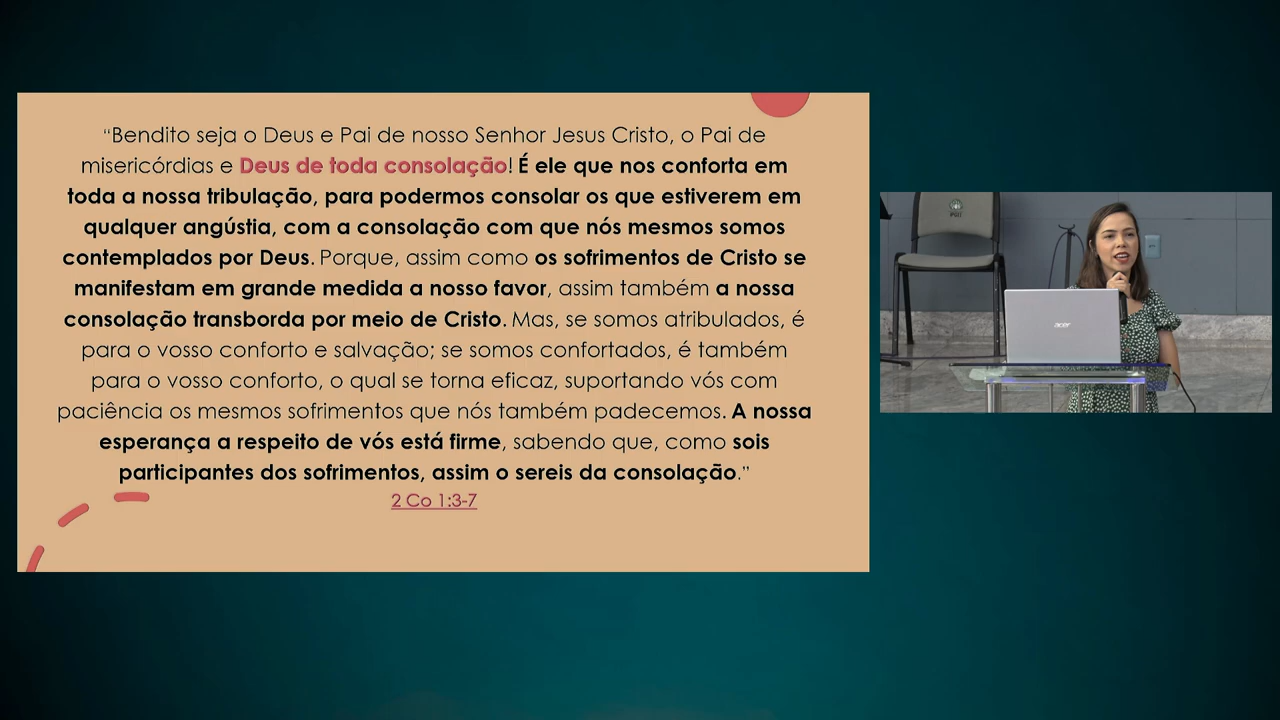 “Bendito seja o Deus e Pai de nosso Senhor Jesus Cristo, o Pai de
misericórdias e Deus de toda consolação! É ele que nos conforta em
toda a nossa tribulação, para podermos consolar os que estiverem em
qualquer angústia, com a consolação com que nós mesmos somos
contemplados por Deus. Porque, assim como os sofrimentos de Cristo se
manifestam em grande medida a nosso favor, assim também a nossa
consolação transborda por meio de Cristo. Mas, se somos atribulados, é
para o vosso conforto e salvação; se somos confortados, é também
para o vosso conforto, o qual se torna eficaz, suportando vós com
paciência os mesmos sofrimentos que nós também padecemos. A nossa
esperança a respeito de vós está firme, sabendo que, como sois
participantes dos sofrimentos, assim o sereis da consolação.”
2 Co 1:3-7
acer